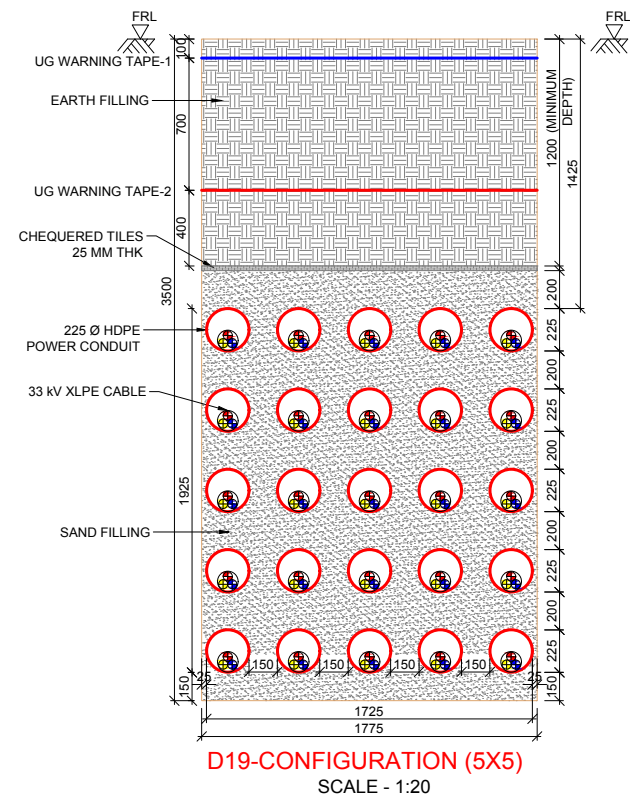 FRL
FRL
100
UG WARNING TAPE-1
EARTH FILLING
700
1200 (MINIMUM
DEPTH)
1425
UG WARNING TAPE-2
400
CHEQUERED TILES
25 MM THK
3500
200
225 Ø HDPE
POWER CONDUIT
225
200
33 kV XLPE CABLE
225
200
1925
225
200
SAND FILLING
225
200
225
150
150
150
150
25
25
150
150
1725
1775
D19-CONFIGURATION (5X5)
SCALE - 1:20